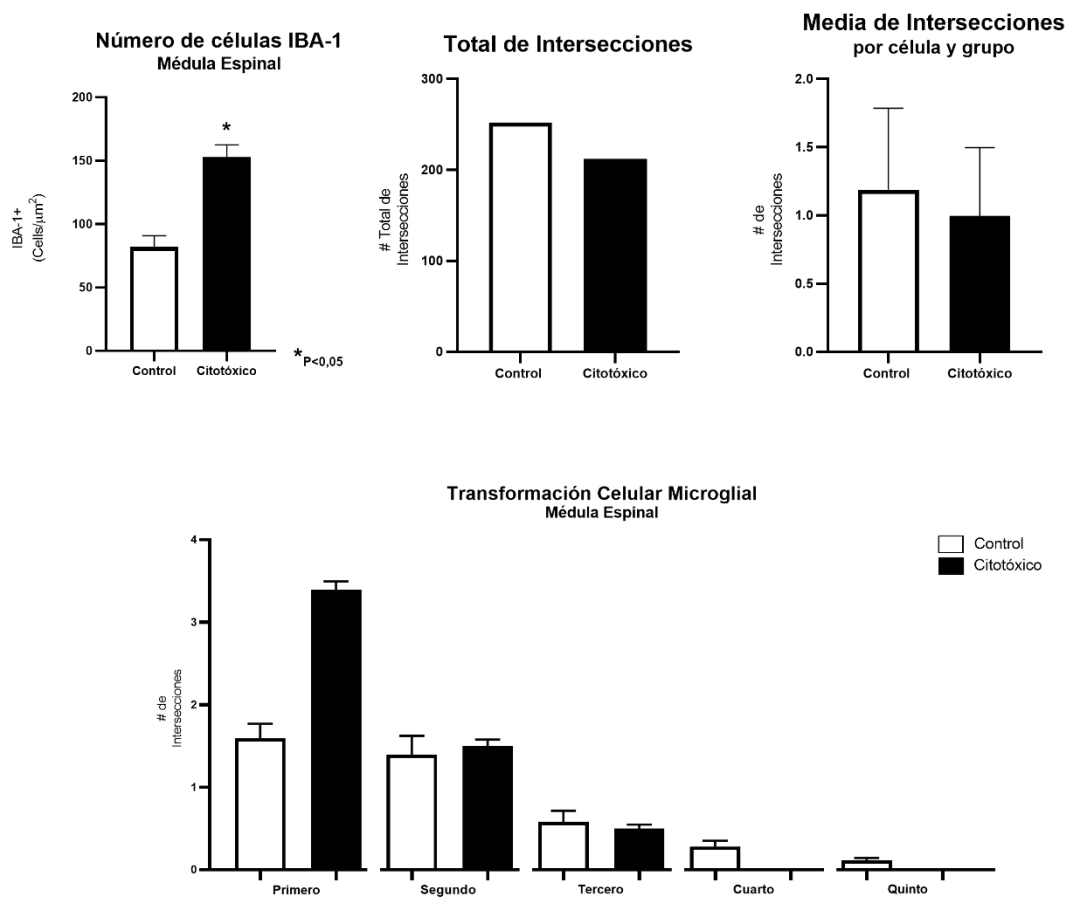 Número de células IBA-1
Médula Espinal
IBA-1+
(Cells/µm²)
200
150
100
50
0
*
Control
Citotóxico
*P<0,05
Total de Intersecciones
# Total de
Intersecciones
300
200
100
0
Control
Citotóxico
Media de Intersecciones
por célula y grupo
# de
Intersecciones
2.0
1.5
1.0
0.5
0.0
Control
Citotóxico
Transformación Celular Microglial
Médula Espinal
Control
Citotóxico
# de
Intersecciones
4
3
2
1
0
Primero
Segundo
Tercero
Cuarto
Quinto